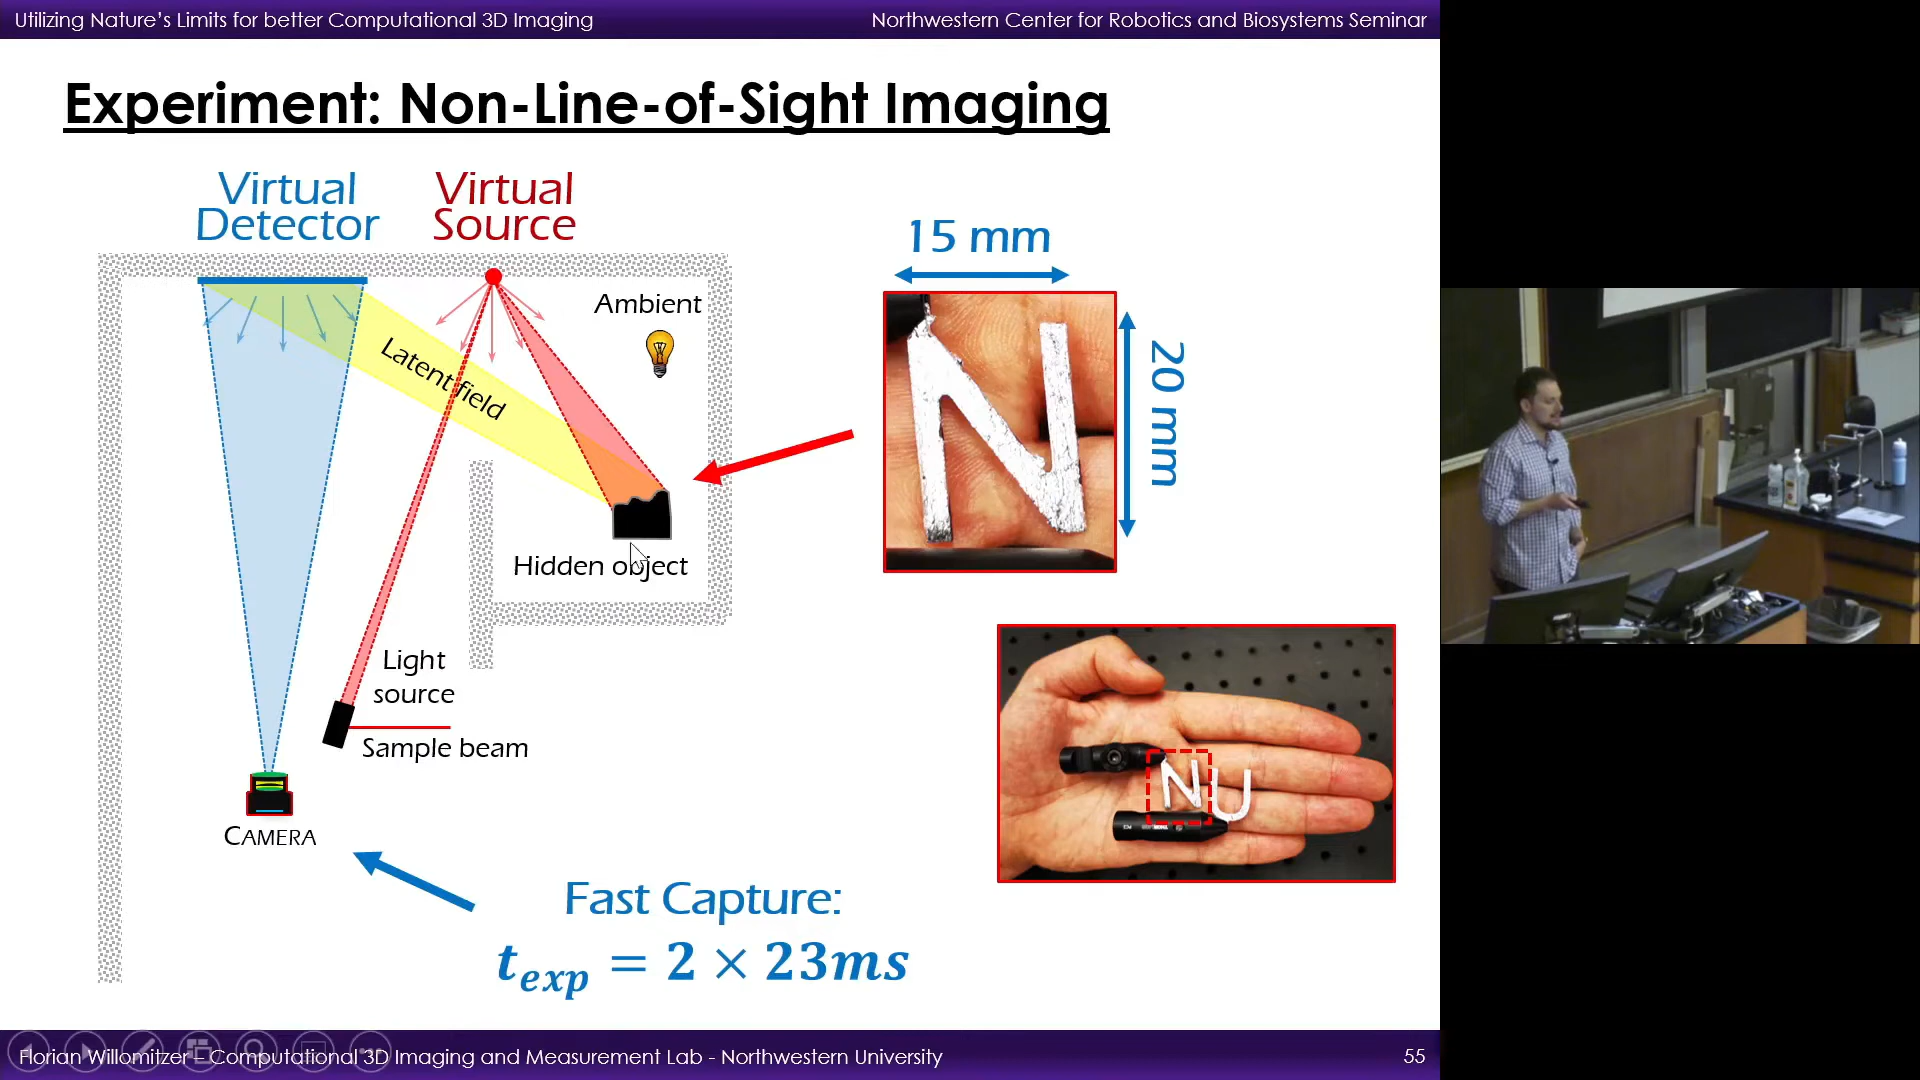 Utilizing Nature's Limits for better Computational 3D Imaging
Northwestern Center for Robotics and Biosystems Seminar
Experiment: Non-Line-of-Sight Imaging
Virtual
Detector
Virtual
Source
Ambient
Latent field
Hidden object
Light
source
Sample beam
CAMERA
15 mm
20 mm
N
NU
Fast Capture:
t_exp = 2 × 23ms
Florian Willomitzer – Computational 3D Imaging and Measurement Lab - Northwestern University
55